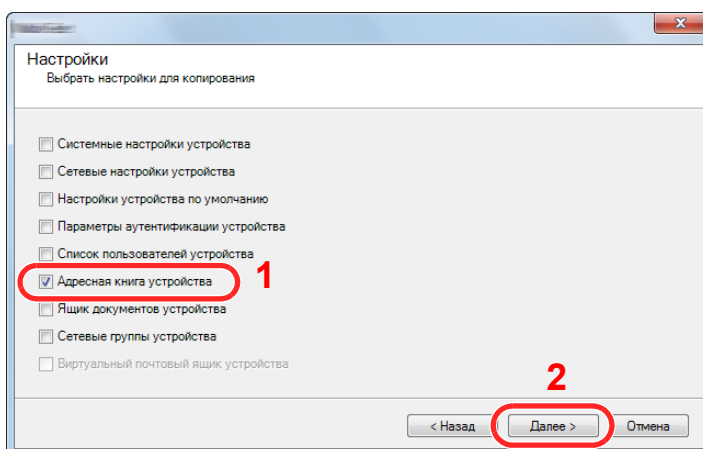 Настройки
Выбрать настройки для копирования
Системные настройки устройства
Сетевые настройки устройства
Настройки устройства по умолчанию
Параметры аутентификации устройства
Список пользователей устройства
Адресная книга устройства 1
Ящик документов устройства
Сетевые группы устройства
Виртуальный почтовый ящик устройства
2
< Назад Далее > Отмена